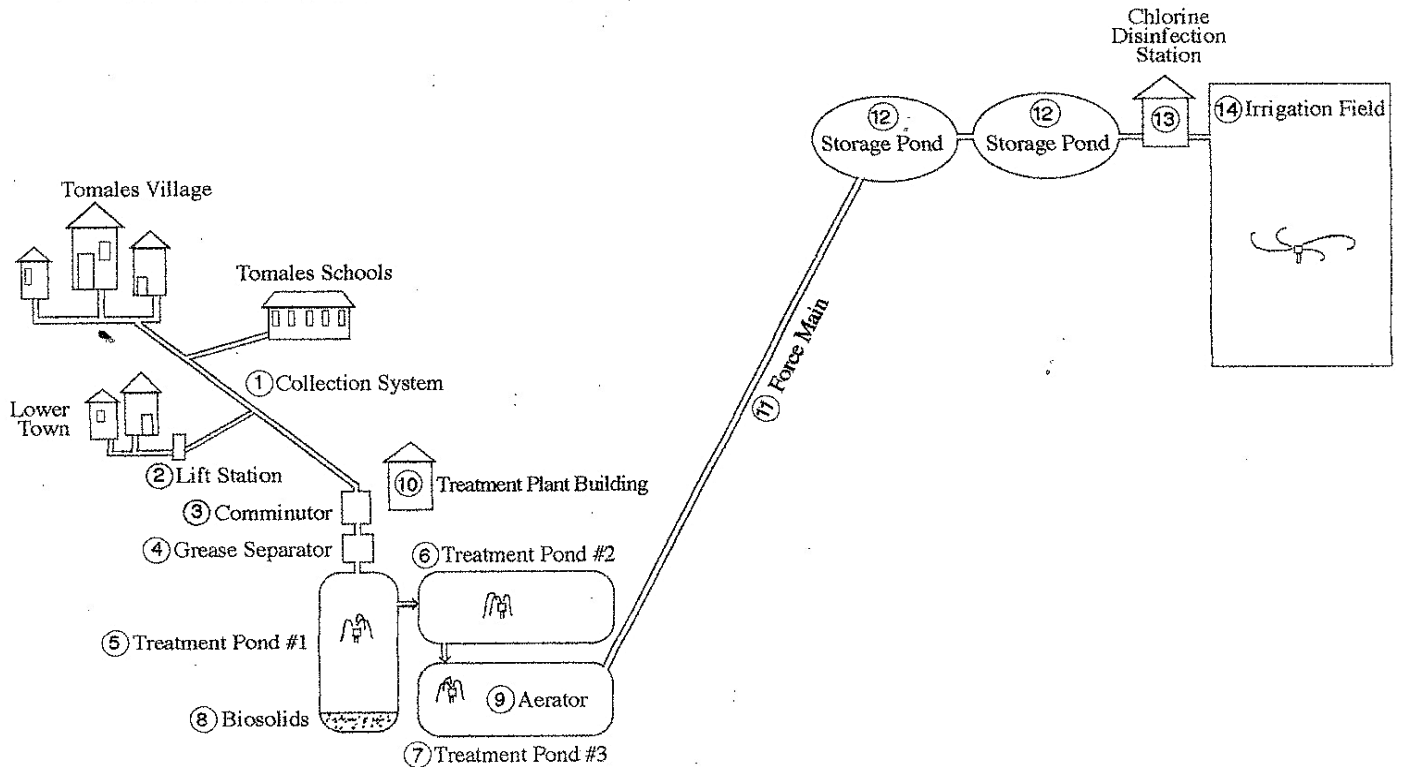 Chlorine
Disinfection
Station
12
Storage Pond
12
Storage Pond
13
14 Irrigation Field
Tomales Village
Tomales Schools
1 Collection System
11 Force Main
Lower
Town
2 Lift Station
10 Treatment Plant Building
3 Comminutor
4 Grease Separator
6 Treatment Pond #2
5 Treatment Pond #1
9 Aerator
8 Biosolids
7 Treatment Pond #3